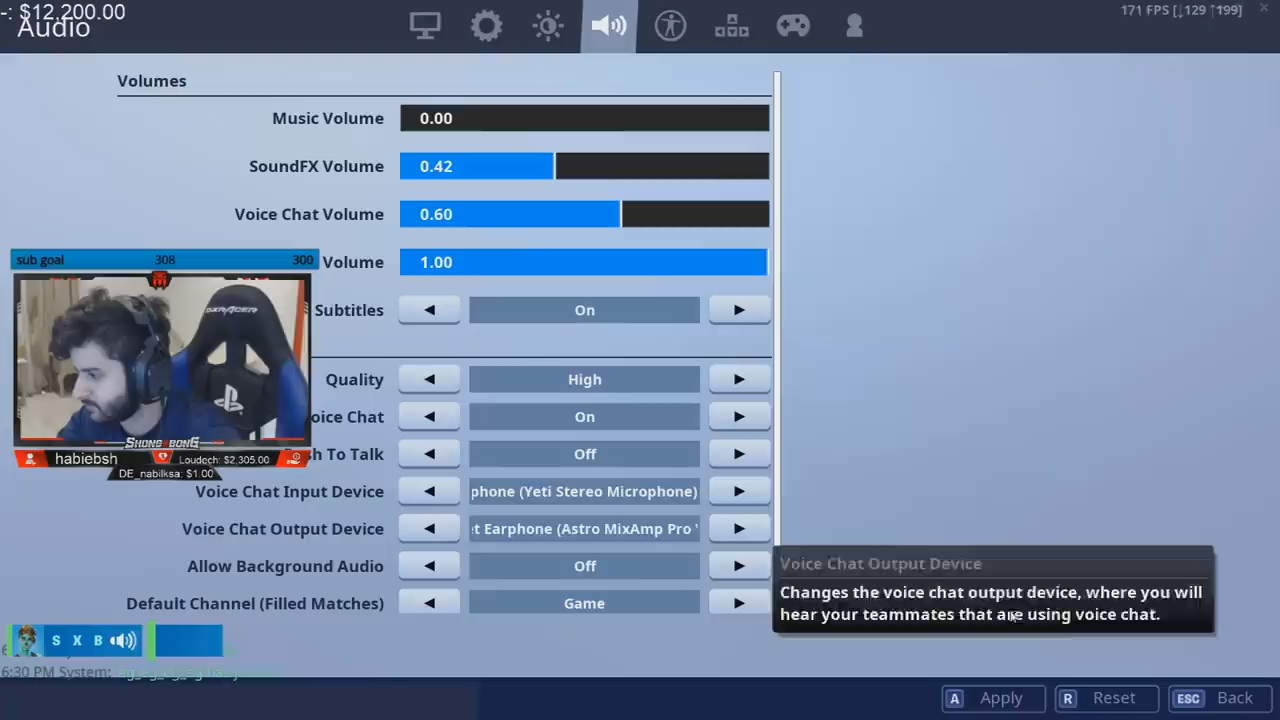 -: $12,200.00
171 FPS [↓129 ↑199]
Audio
Volumes
Music Volume
0.00
SoundFX Volume
0.42
Voice Chat Volume
0.60
Volume
1.00
Subtitles
On
Quality
High
oice Chat
On
sh To Talk
Off
Voice Chat Input Device
phone (Yeti Stereo Microphone)
Voice Chat Output Device
t Earphone (Astro MixAmp Pro
Allow Background Audio
Off
Default Channel (Filled Matches)
Game
sub goal 308 300
DXRACER
SHONG BONG
habiebsh
Loudech: $2,305.00
DE_nabilksa: $1.00
Voice Chat Output Device
Changes the voice chat output device, where you will
hear your teammates that are using voice chat.
S X B
6:30 PM System:
A Apply
R Reset
ESC Back